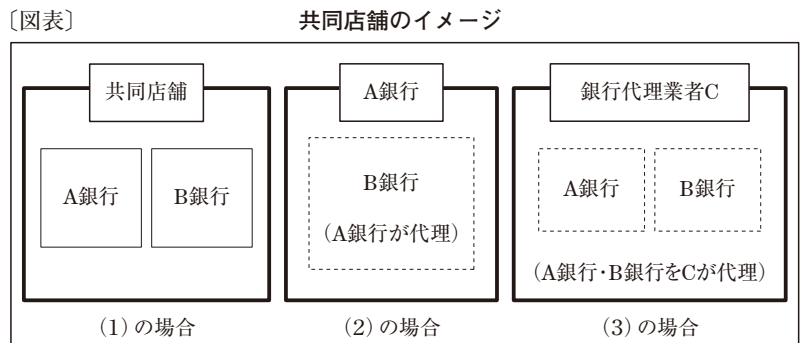 〔図表〕 共同店舗のイメージ
共同店舗
A銀行 B銀行
(1)の場合
A銀行
B銀行
(A銀行が代理)
(2)の場合
銀行代理業者C
A銀行 B銀行
(A銀行・B銀行をCが代理)
(3)の場合